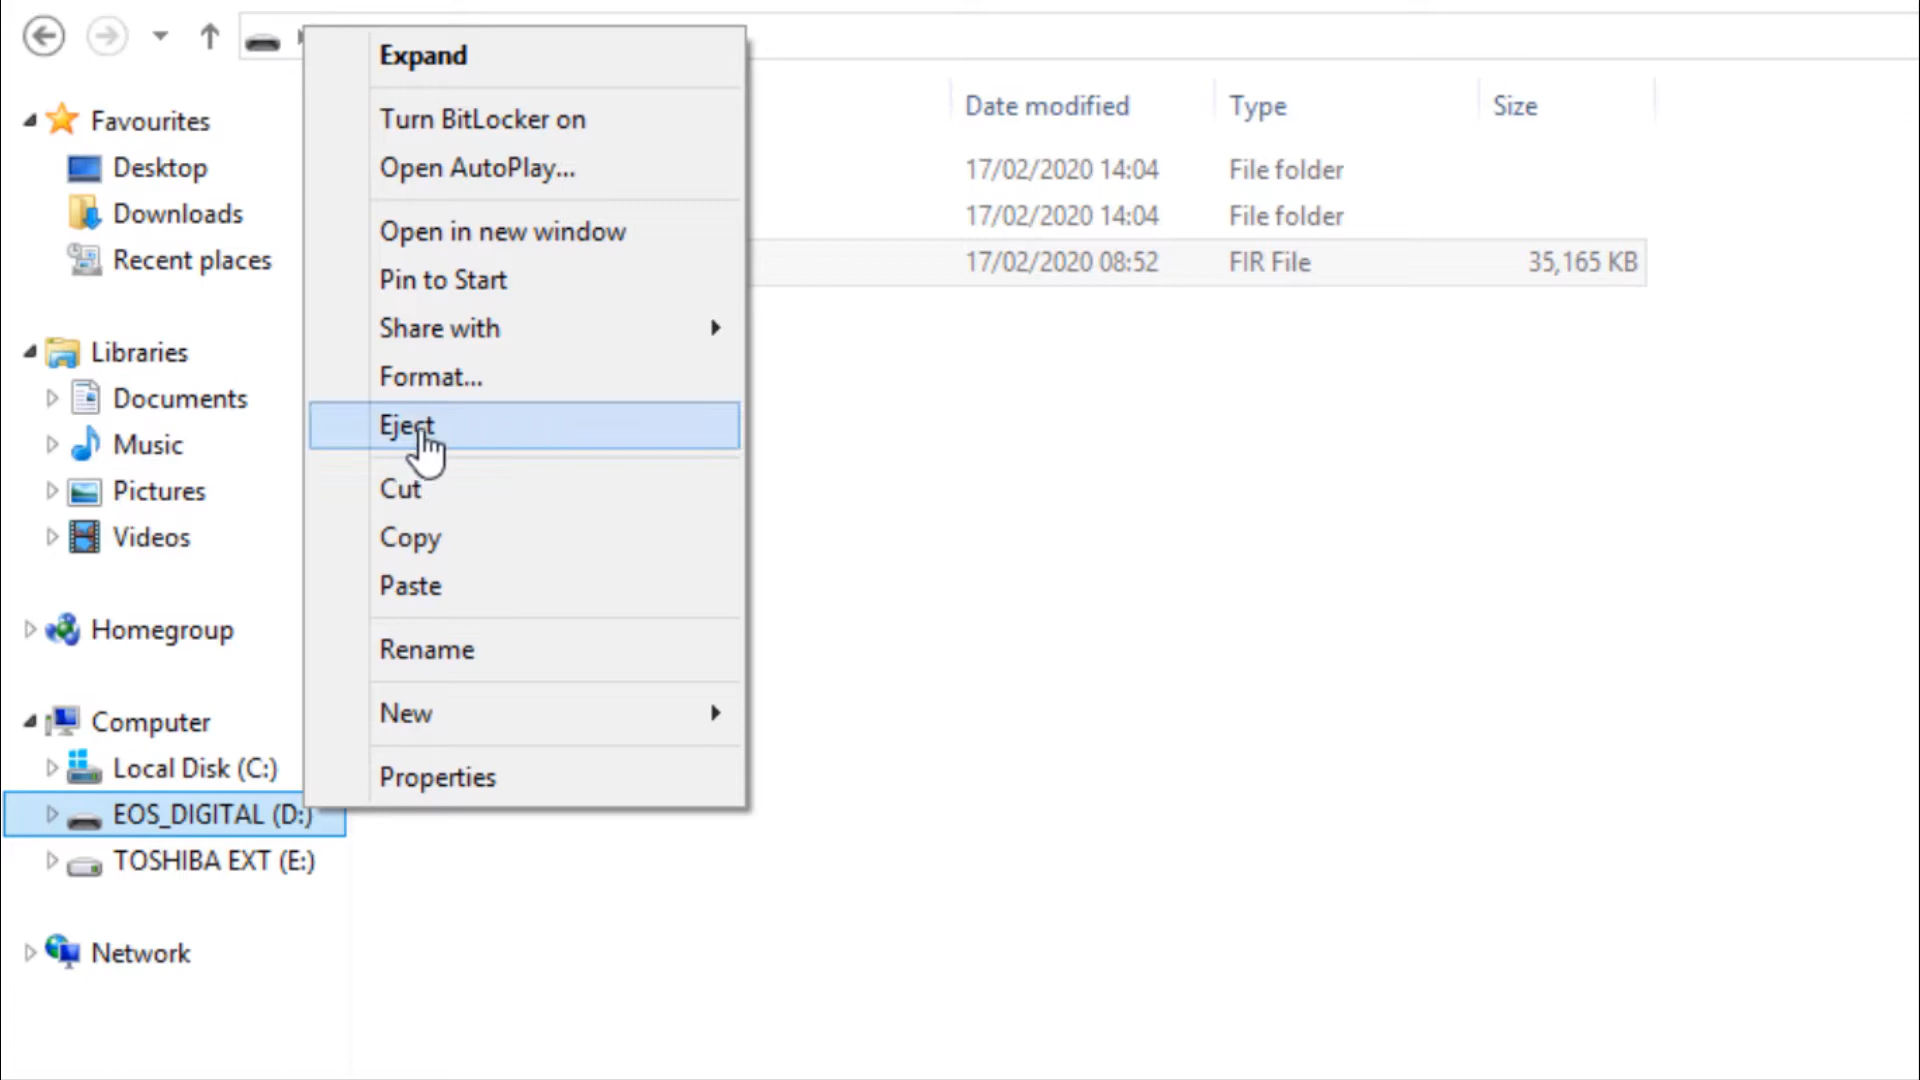 Expand
Turn BitLocker on
Open AutoPlay...
Open in new window
Pin to Start
Share with
Format...
Eject
Cut
Copy
Paste
Rename
New
Properties
Favourites
Desktop
Downloads
Recent places
Libraries
Documents
Music
Pictures
Videos
Homegroup
Computer
Local Disk (C:)
EOS_DIGITAL (D:)
TOSHIBA EXT (E:)
Network
Date modified Type Size
17/02/2020 14:04 File folder
17/02/2020 14:04 File folder
17/02/2020 08:52 FIR File 35,165 KB